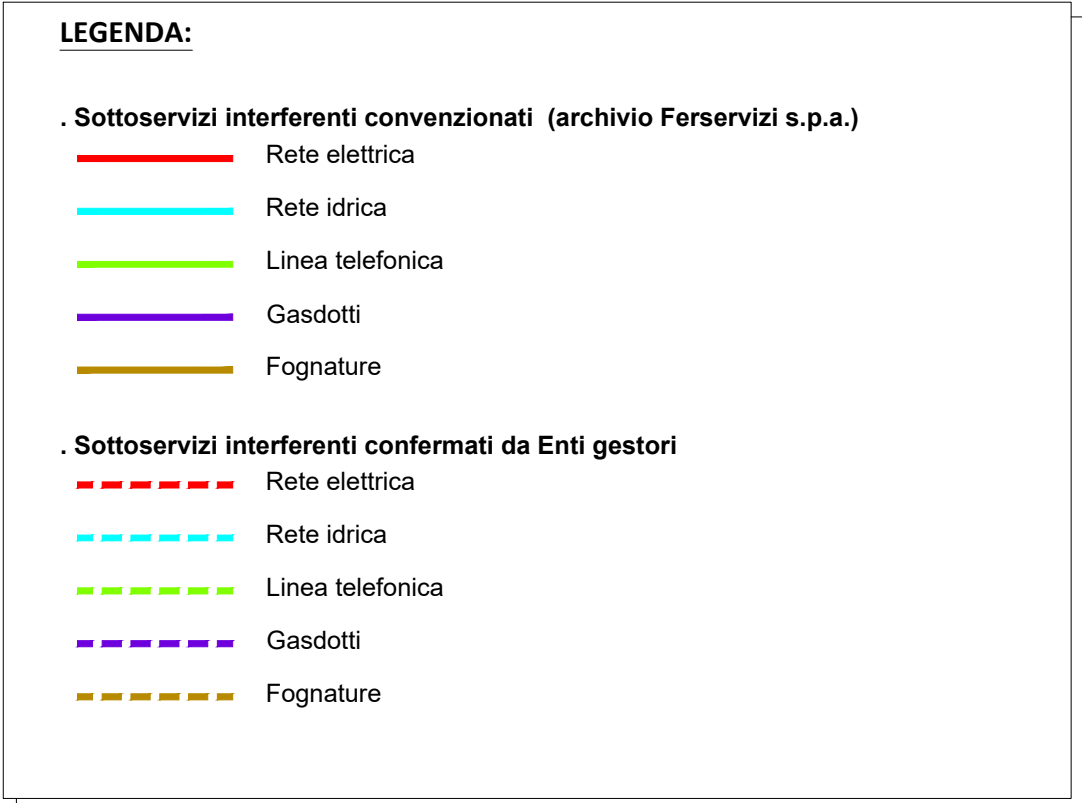 LEGENDA:
. Sottoservizi interferenti convenzionati  (archivio Ferservizi s.p.a.)
Rete elettrica
Rete idrica
Linea telefonica
Gasdotti
Fognature
. Sottoservizi interferenti confermati da Enti gestori
Rete elettrica
Rete idrica
Linea telefonica
Gasdotti
Fognature